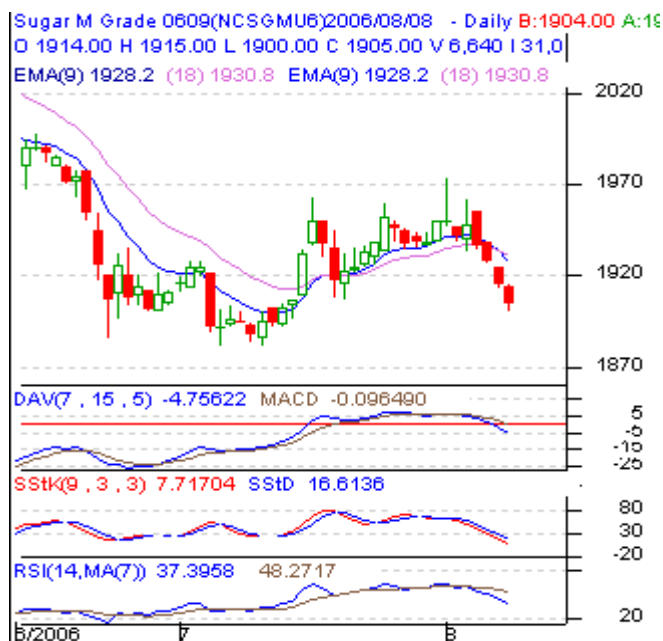 Sugar M Grade 0609(NCSGMU6)2006/08/08 - Daily B:1904.00 A:19
O 1914.00 H 1915.00 L 1900.00 C 1905.00 V 6,640 I 31,0
EMA(9) 1928.2 (18) 1930.8 EMA(9) 1928.2 (18) 1930.8
2020
1970
1920
1870
DAV(7 , 15 , 5) -4.75622 MACD -0.096490
5
-5
-15
-25
SStK(9 , 3 , 3) 7.71704 SStD 16.6136
80
30
-20
RSI(14,MA(7)) 37.3958 48.2717
20
6/2006 7 8